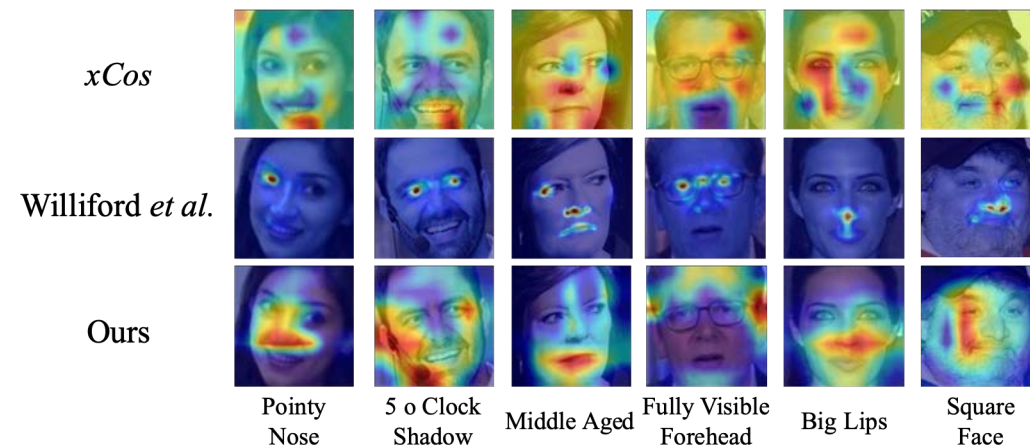 xCos
Williford et al.
Ours
Pointy
Nose
5 o Clock
Shadow
Middle Aged
Fully Visible
Forehead
Big Lips
Square
Face